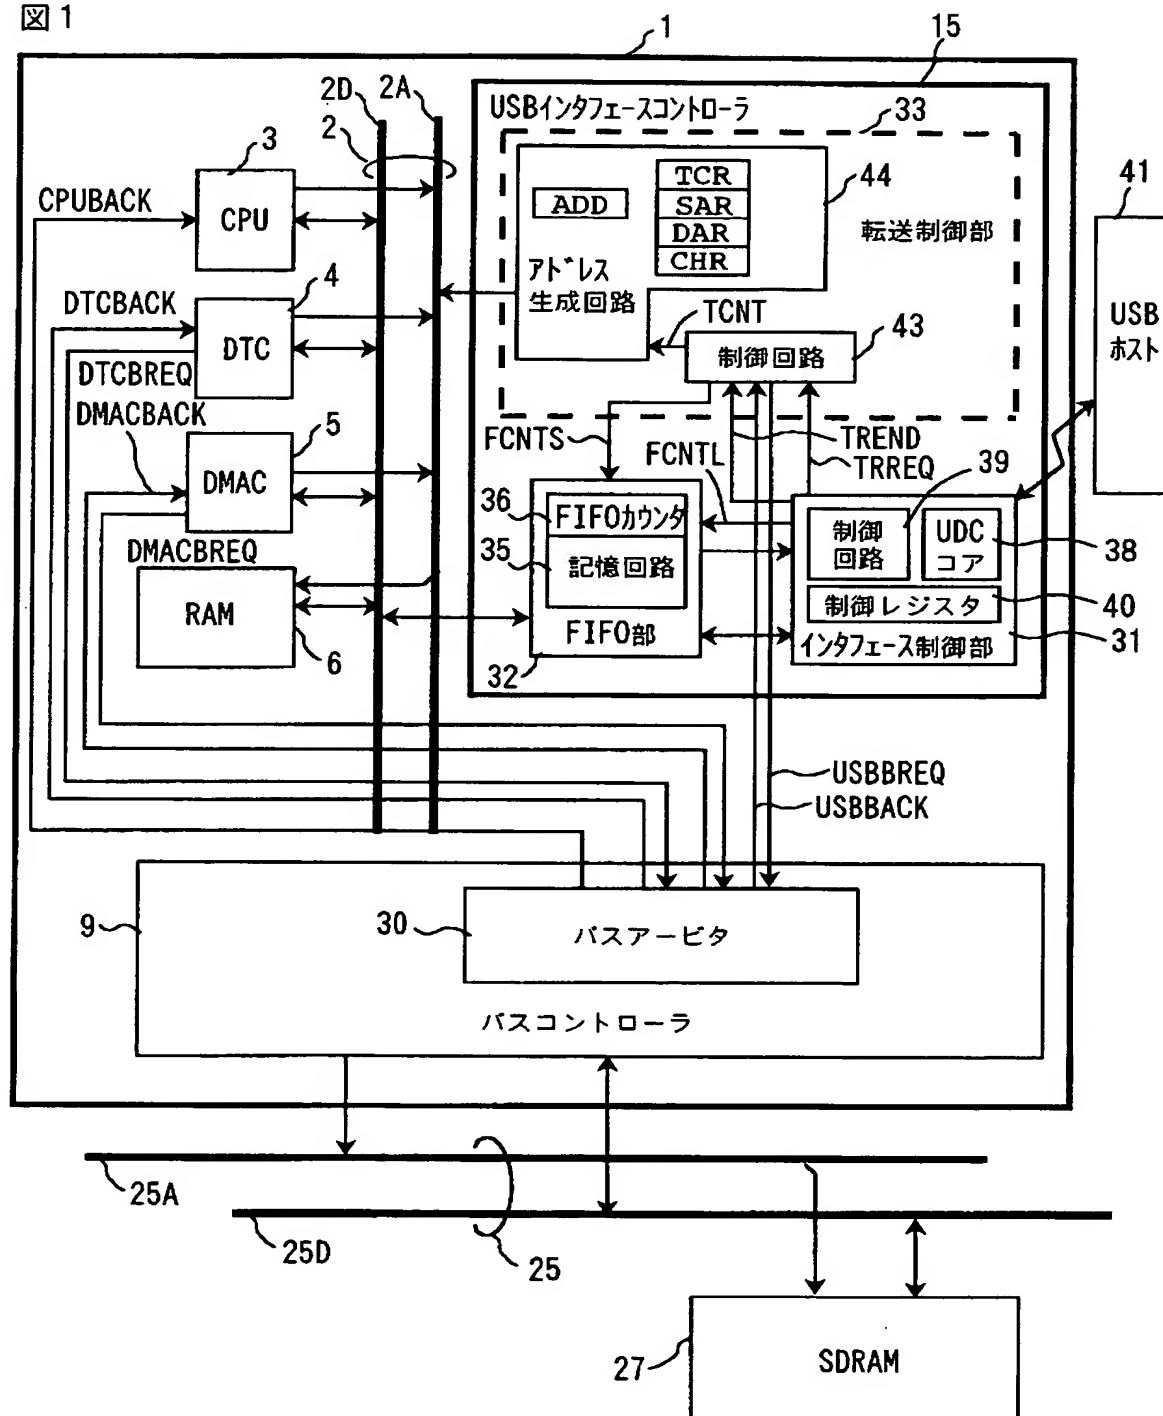 図1
1
15
2D
2A
2
USBインタフェースコントローラ
33
3
CPUBACK
CPU
TCR
SAR
DAR
CHR
ADD
44
41
転送制御部
アドレス
生成回路
4
DTCBACK
DTC
DTCBREQ
TCNT
43
制御回路
USB
ホスト
DMACBACK
5
DMAC
DMACBREQ
FCNTS
FCNTL
TREND
TRREQ
39
36
FIFOカウンタ
35
記憶回路
FIFO部
32
制御
回路
UDC
コア
38
制御レジスタ
40
インタフェース制御部
31
RAM
6
USBBREQ
USBBACK
9
30
バスアービタ
バスコントローラ
25A
25D
25
27
SDRAM